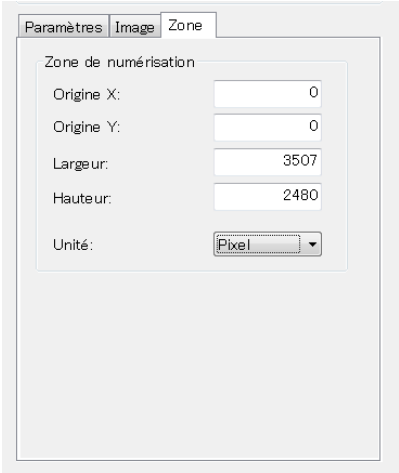 Paramètres Image Zone
Zone de numérisation
Origine X: 0
Origine Y: 0
Largeur: 3507
Hauteur: 2480
Unité: Pixel